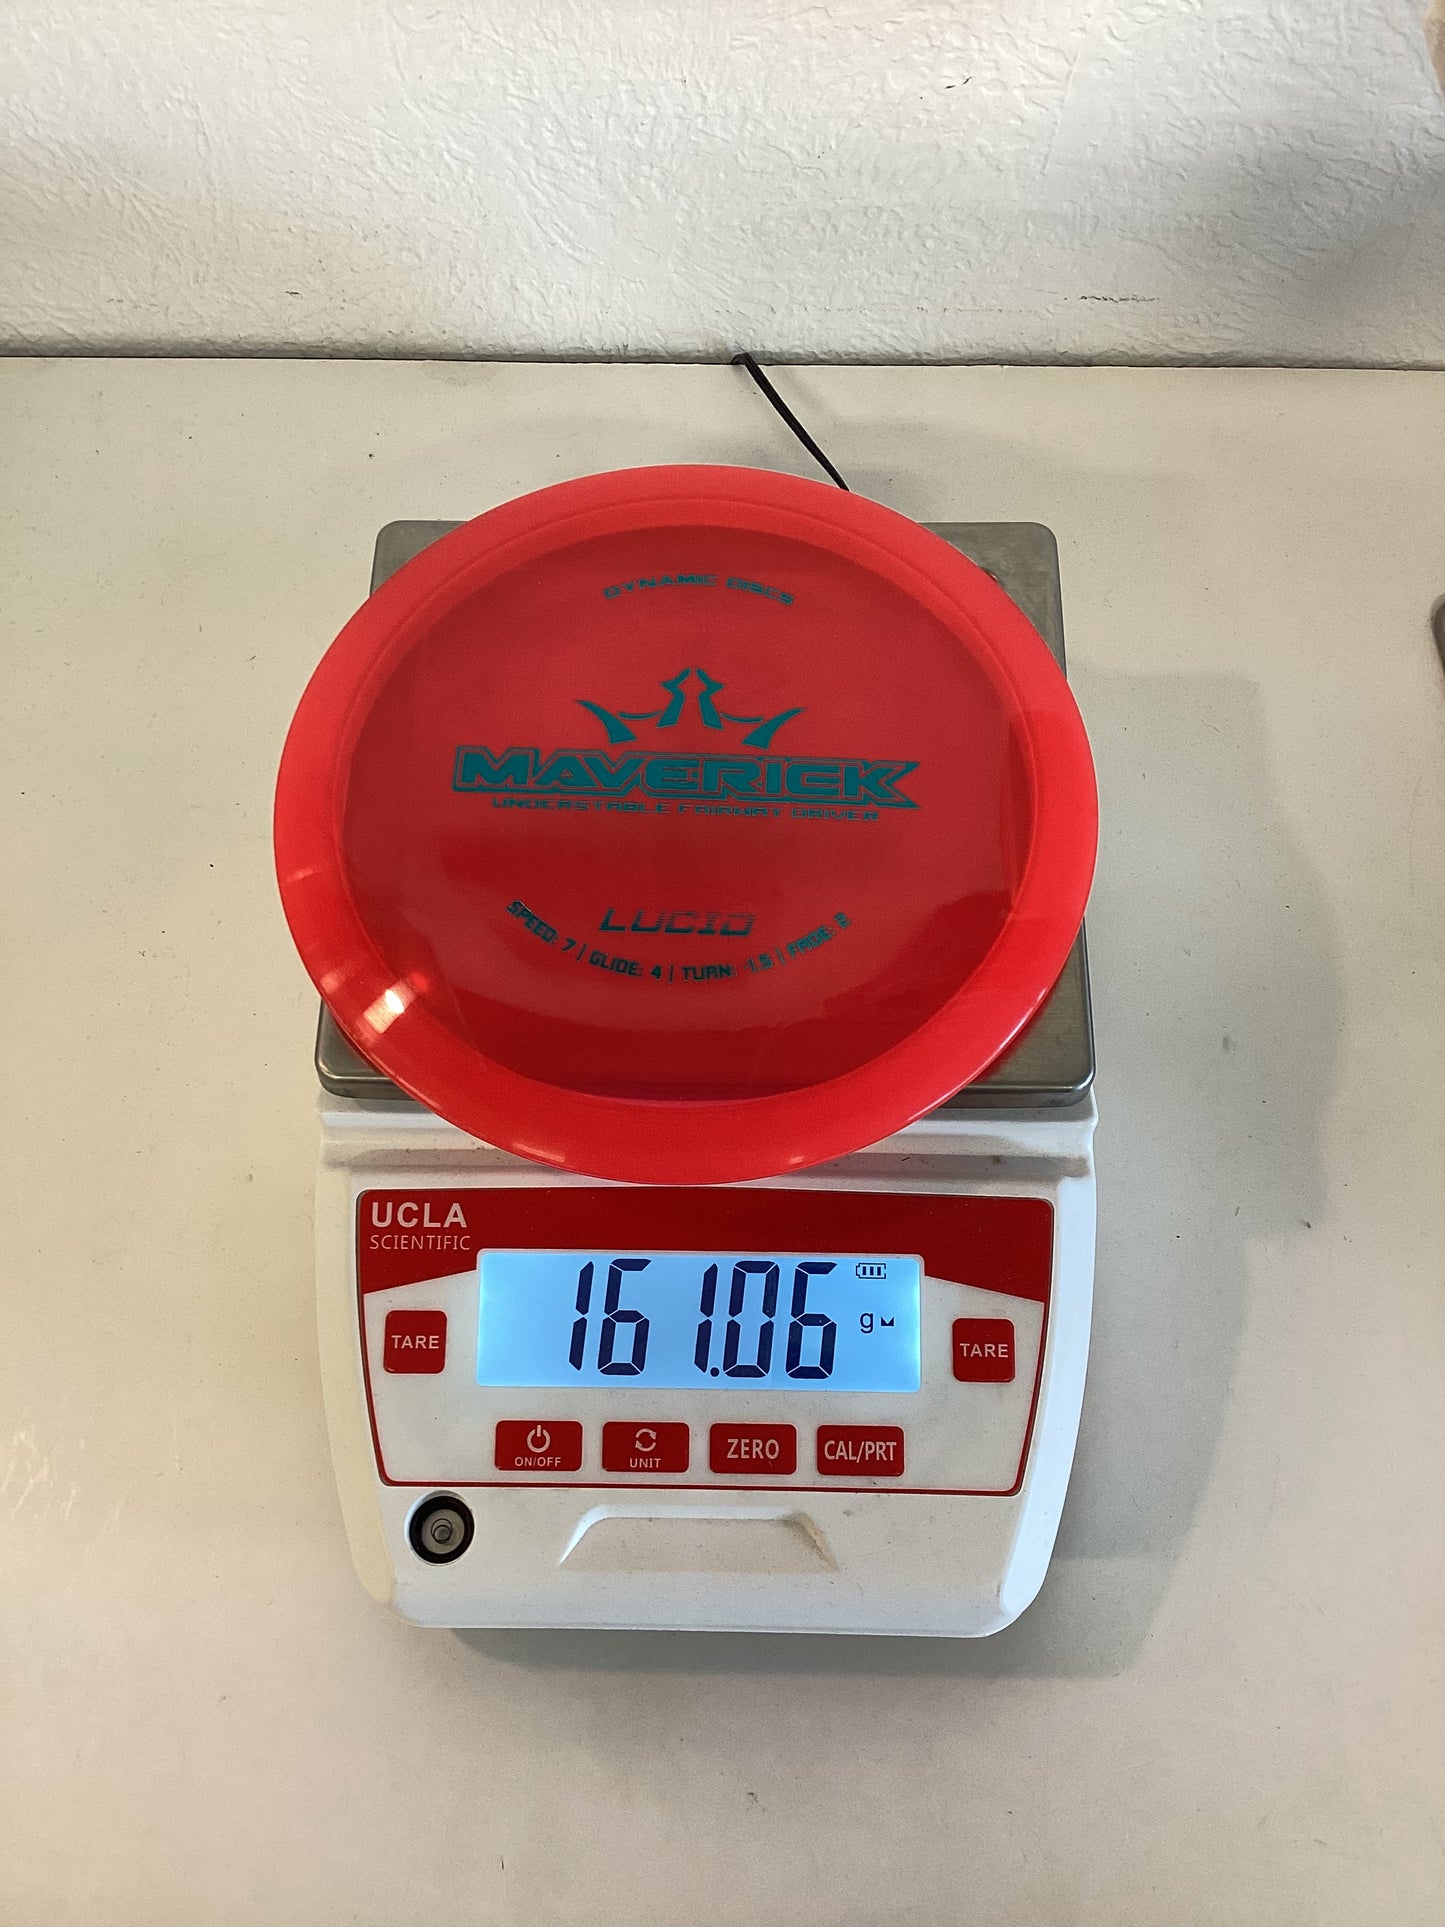 DYNAMIC DISCS
MAVERICK
UNDERSTABLE FAIRWAY DRIVER
LUCID
SPEED: 7 | GLIDE: 4 | TURN: -1.5 | FADE: 2
UCLA
SCIENTIFIC
161.06 g
TARE
TARE
ON/OFF
UNIT
ZERO
CAL/PRT